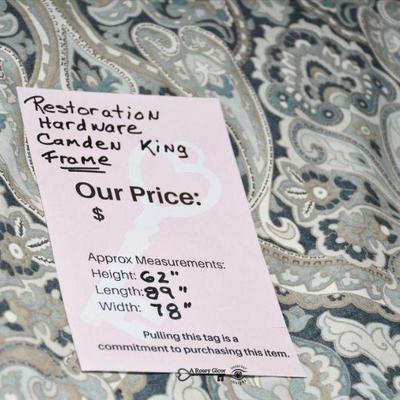 Restoration
Hardware
Camden King
Frame
Our Price:
$
Approx Measurements:
Height: 62"
Length: 89"
Width: 78"
Pulling this tag is a
commitment to purchasing this item.
A Rosey Glow